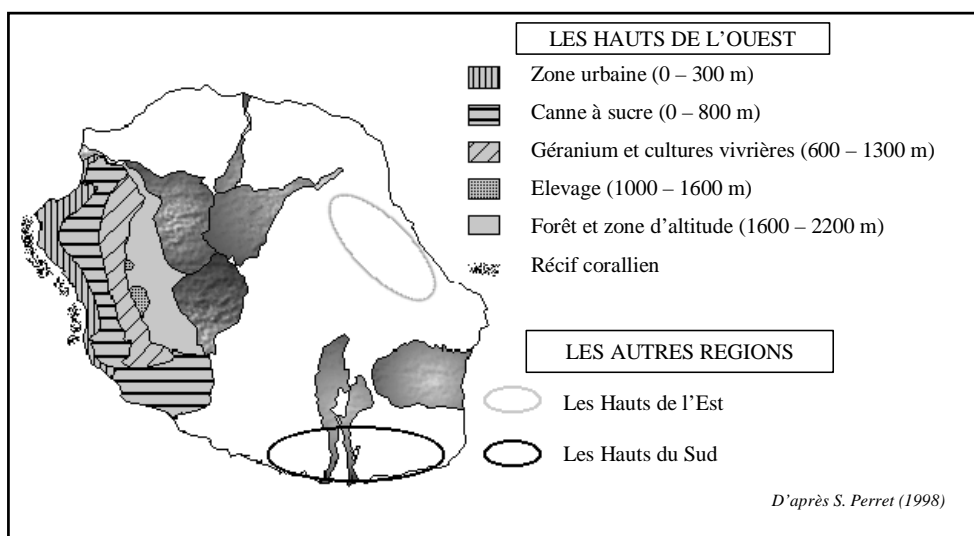 LES HAUTS DE L’OUEST
Zone urbaine (0 – 300 m)
Canne à sucre (0 – 800 m)
Géranium et cultures vivrières (600 – 1300 m)
Elevage (1000 – 1600 m)
Forêt et zone d’altitude (1600 – 2200 m)
Récif corallien
LES AUTRES REGIONS
Les Hauts de l’Est
Les Hauts du Sud
D’après S. Perret (1998)